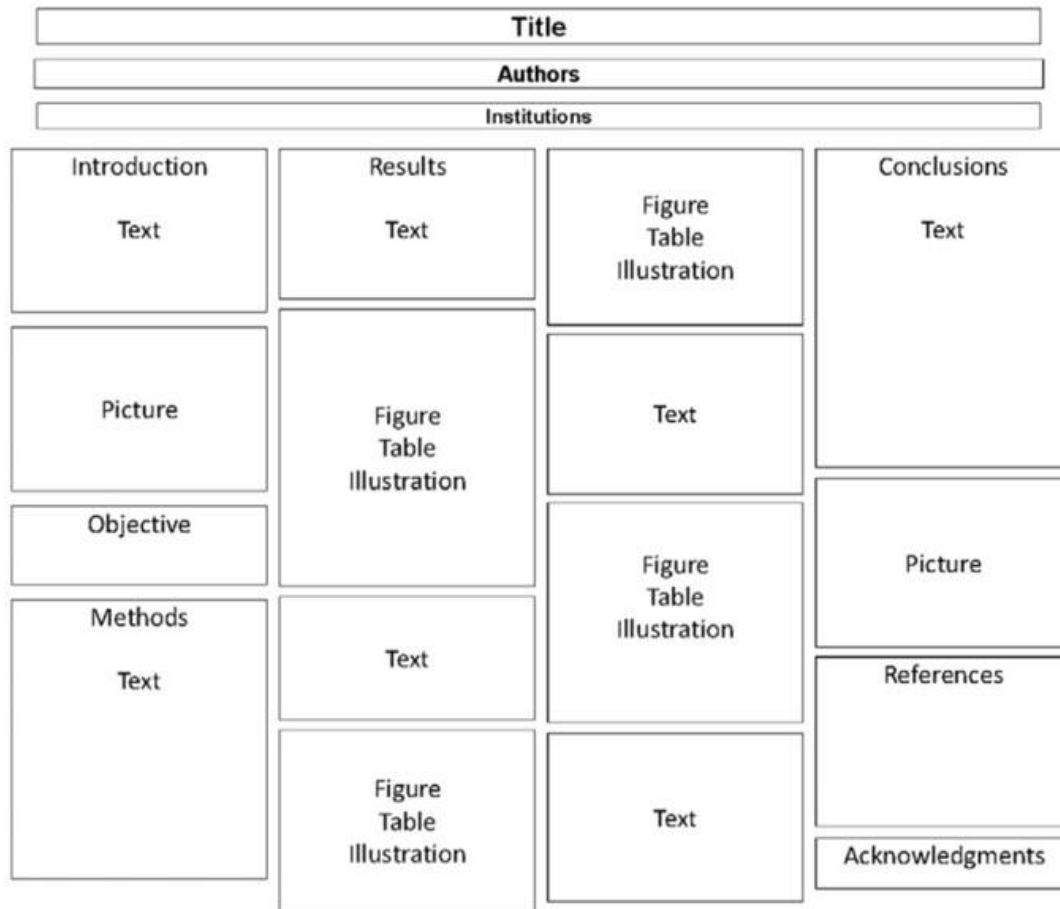 Title
Authors
Institutions
Introduction
Text
Picture
Objective
Methods
Text
Results
Text
Figure
Table
Illustration
Text
Figure
Table
Illustration
Figure
Table
Illustration
Text
Figure
Table
Illustration
Text
Conclusions
Text
Picture
References
Acknowledgments